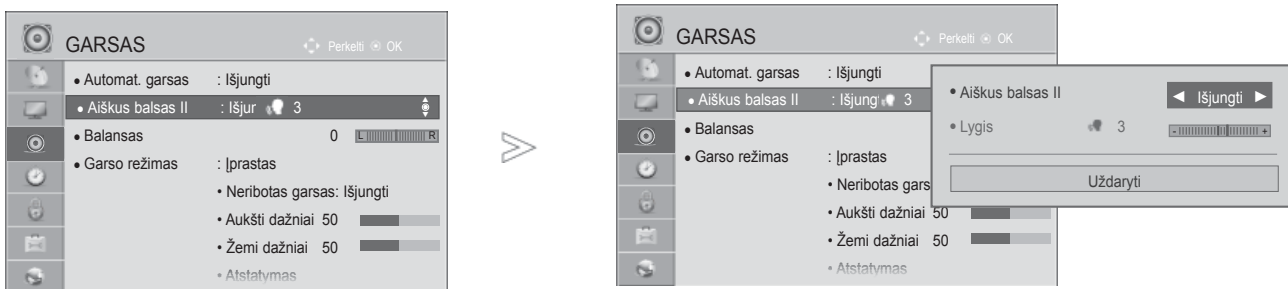 GARSAS
Perkelti OK
• Automat. garsas : Išjungti
• Aiškus balsas II : Išjur 3
• Balansas 0 L R
• Garso režimas : Įprastas
• Neribotas garsas: Išjungti
• Aukšti dažniai 50
• Žemi dažniai 50
• Atstatymas
GARSAS
Perkelti OK
• Automat. garsas : Išjungti
• Aiškus balsas II : Išjung 3
• Balansas
• Garso režimas : Įprastas
• Neribotas gars
• Aukšti dažniai 50
• Žemi dažniai 50
• Atstatymas
• Aiškus balsas II ◄ Išjungti ►
• Lygis 3 - +
Uždaryti